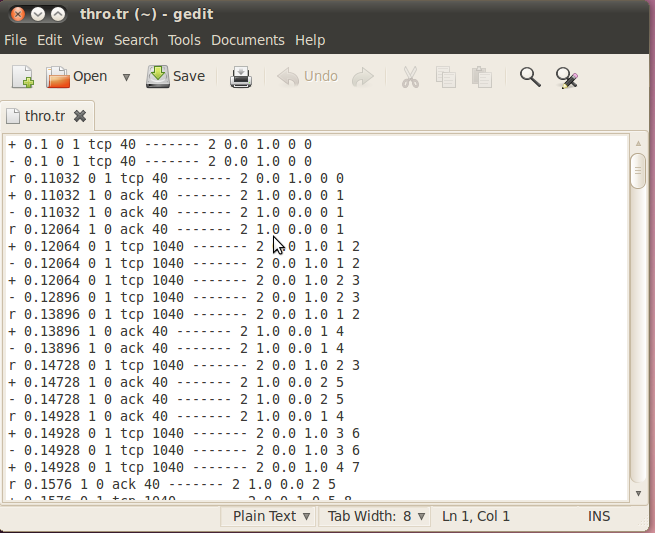 thro.tr (~) - gedit
File Edit View Search Tools Documents Help
Open Save Undo
thro.tr
+ 0.1 0 1 tcp 40 ------- 2 0.0 1.0 0 0
- 0.1 0 1 tcp 40 ------- 2 0.0 1.0 0 0
r 0.11032 0 1 tcp 40 ------- 2 0.0 1.0 0 0
+ 0.11032 1 0 ack 40 ------- 2 1.0 0.0 0 1
- 0.11032 1 0 ack 40 ------- 2 1.0 0.0 0 1
r 0.12064 1 0 ack 40 ------- 2 1.0 0.0 0 1
+ 0.12064 0 1 tcp 1040 ------- 2 0.0 1.0 1 2
- 0.12064 0 1 tcp 1040 ------- 2 0.0 1.0 1 2
+ 0.12064 0 1 tcp 1040 ------- 2 0.0 1.0 2 3
- 0.12896 0 1 tcp 1040 ------- 2 0.0 1.0 2 3
r 0.13896 0 1 tcp 1040 ------- 2 0.0 1.0 1 2
+ 0.13896 1 0 ack 40 ------- 2 1.0 0.0 1 4
- 0.13896 1 0 ack 40 ------- 2 1.0 0.0 1 4
r 0.14728 0 1 tcp 1040 ------- 2 0.0 1.0 2 3
+ 0.14728 1 0 ack 40 ------- 2 1.0 0.0 2 5
- 0.14728 1 0 ack 40 ------- 2 1.0 0.0 2 5
r 0.14928 1 0 ack 40 ------- 2 1.0 0.0 1 4
+ 0.14928 0 1 tcp 1040 ------- 2 0.0 1.0 3 6
- 0.14928 0 1 tcp 1040 ------- 2 0.0 1.0 3 6
+ 0.14928 0 1 tcp 1040 ------- 2 0.0 1.0 4 7
r 0.1576 1 0 ack 40 ------- 2 1.0 0.0 2 5
+ 0.1576 0 1 tcp 1040 ------- 2 0.0 1.0 5 8
Plain Text Tab Width: 8 Ln 1, Col 1 INS